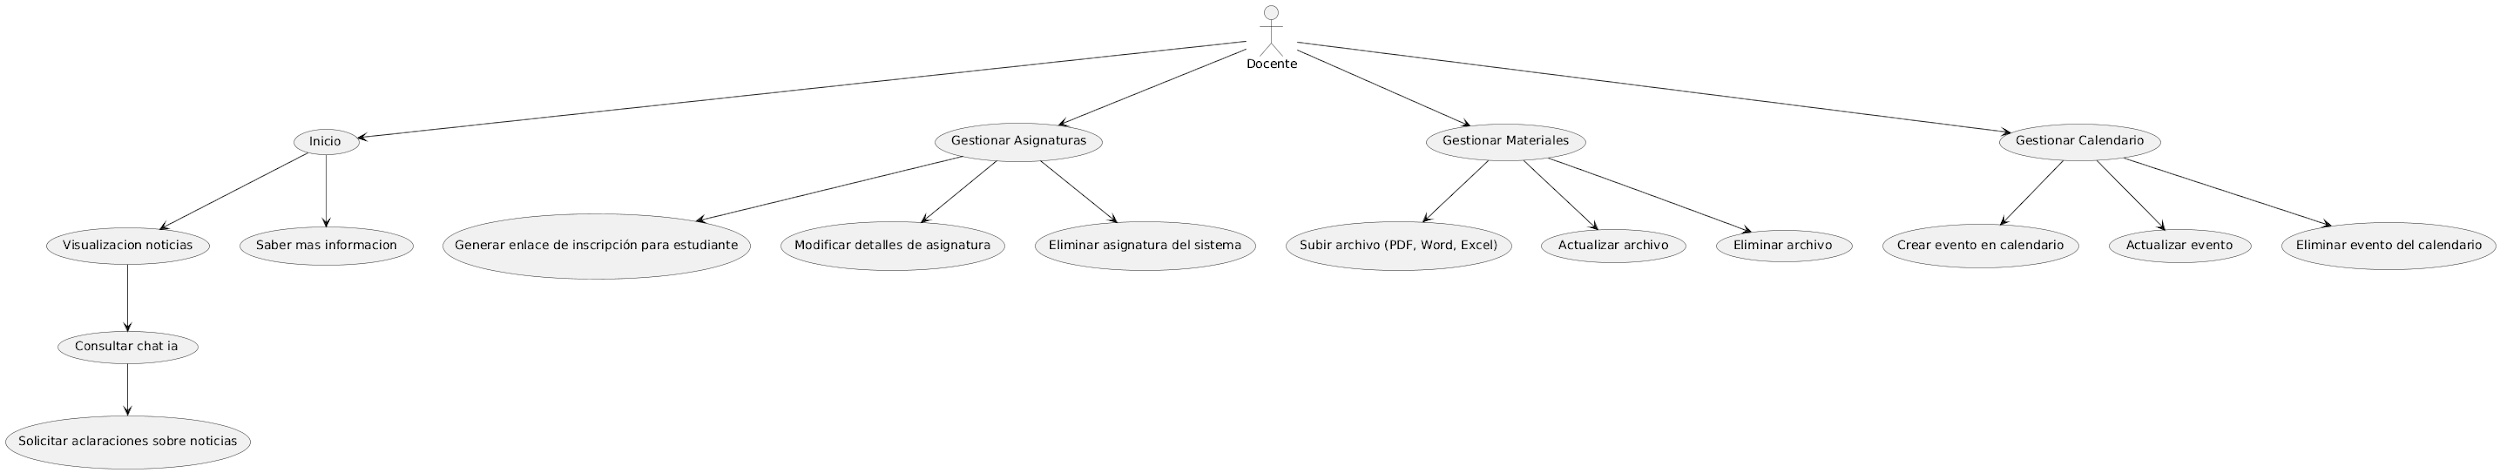 Docente
Inicio
Gestionar Asignaturas
Gestionar Materiales
Gestionar Calendario
Visualizacion noticias
Saber mas informacion
Generar enlace de inscripción para estudiante
Modificar detalles de asignatura
Eliminar asignatura del sistema
Subir archivo (PDF, Word, Excel)
Actualizar archivo
Eliminar archivo
Crear evento en calendario
Actualizar evento
Eliminar evento del calendario
Consultar chat ia
Solicitar aclaraciones sobre noticias